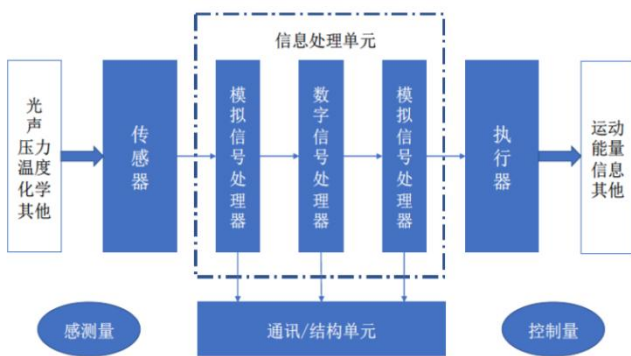 信息处理单元
光
声
压力
温度
化学
其他
传感器
模拟信号处理器
数字信号处理器
模拟信号处理器
执行器
运动
能量
信息
其他
感测量
通讯/结构单元
控制量